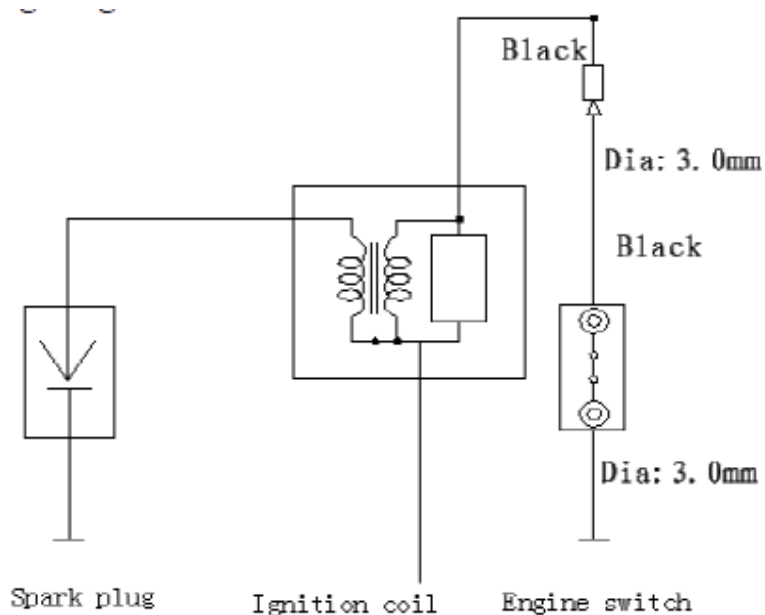 Black
Dia: 3.0mm
Black
Dia: 3.0mm
Spark plug
Ignition coil
Engine switch